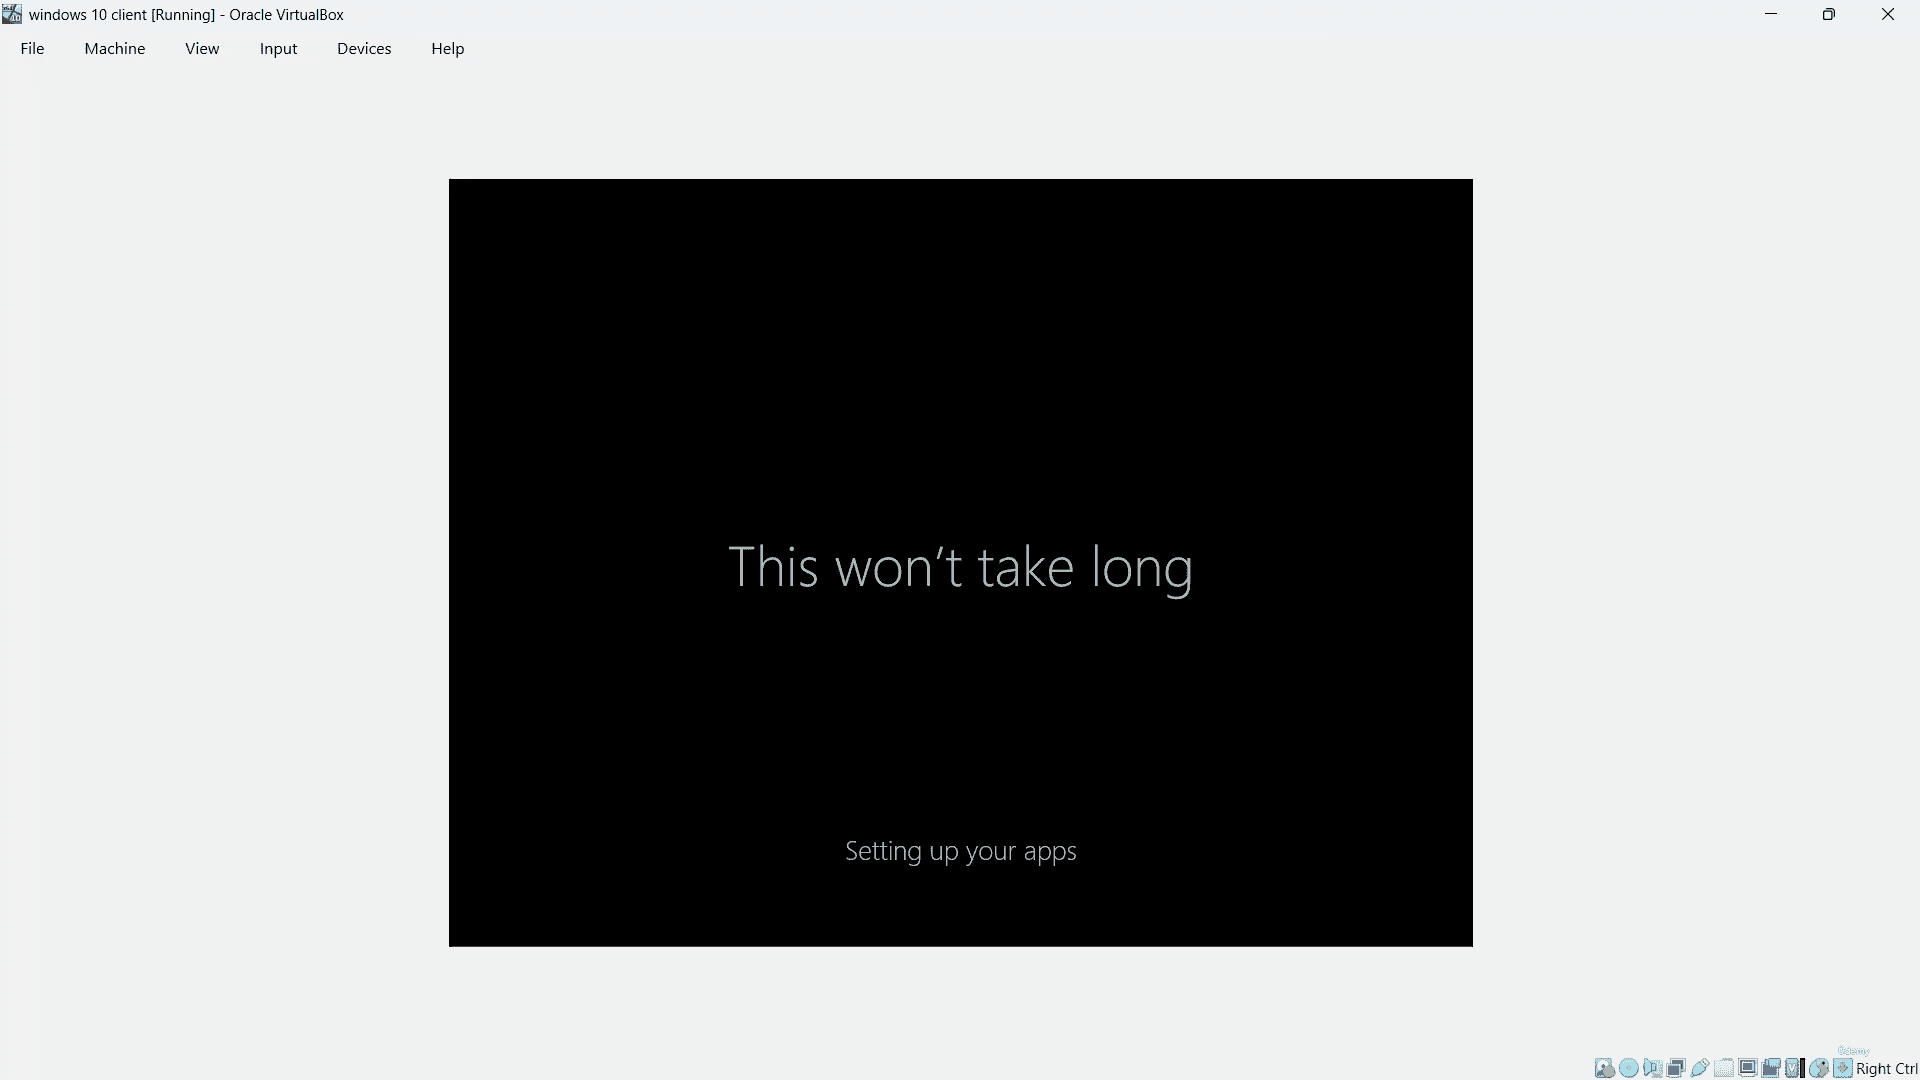 windows 10 client [Running] - Oracle VirtualBox
File Machine View Input Devices Help
This won't take long
Setting up your apps
Udemy
Right Ctrl